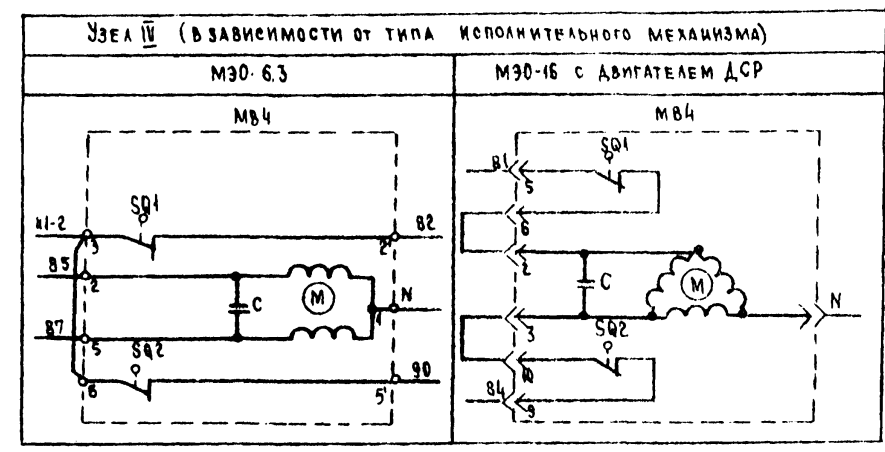 Узел IV (в зависимости от типа исполнительного механизма)
МЭО-6.3
МЭО-16 с двигателем ДСР
МВ4
SQ1
Х1-2
3
2'
82
85
2
C
M
N
1
87
5
SQ2
6
5'
90
МВ4
SQ1
81
5
6
2
C
M
N
3
SQ2
10
84
9